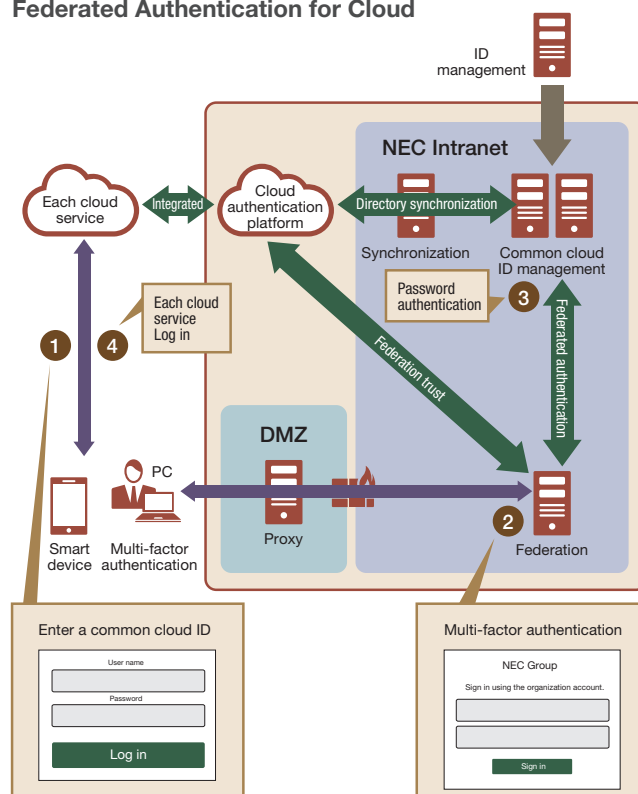 Federated Authentication for Cloud
ID
management
NEC Intranet
Each cloud
service
Integrated
Cloud
authentication
platform
Directory synchronization
Synchronization
Common cloud
ID management
Password
authentication
3
Each cloud
service
Log in
1
4
Federation trust
Federated authentication
DMZ
PC
Proxy
2
Smart
device
Multi-factor
authentication
Federation
Enter a common cloud ID
User name
Password
Log in
Multi-factor authentication
NEC Group
Sign in using the organization account.
Sign in